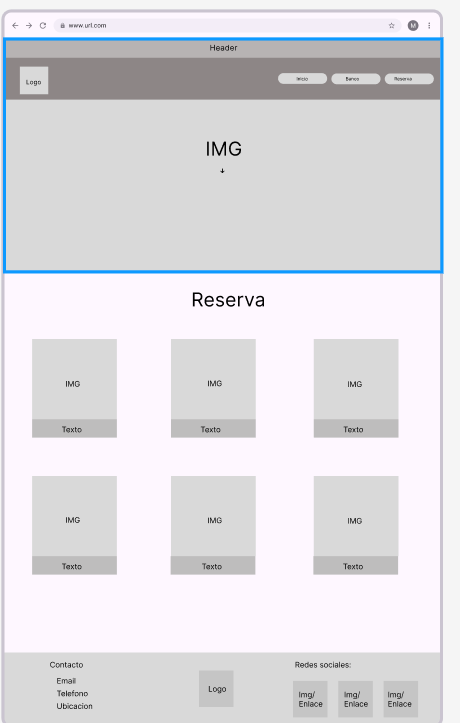 www.url.com
M
Header
Logo
Inicio
Banos
Reserva
IMG
Reserva
IMG
IMG
IMG
Texto
Texto
Texto
IMG
IMG
IMG
Texto
Texto
Texto
Contacto
Email
Telefono
Ubicacion
Logo
Redes sociales:
Img/
Enlace
Img/
Enlace
Img/
Enlace